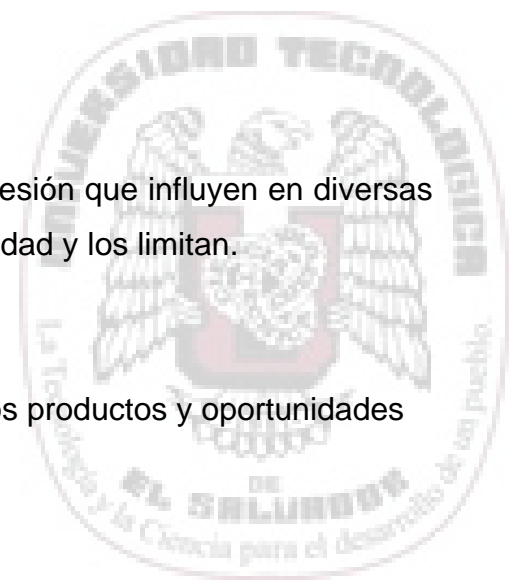 UNIVERSIDAD TECNOLOGICA
esión que influyen en diversas
dad y los limitan.
os productos y oportunidades
DE
EL SALVADOR
La Tecnología y la Ciencia para el desarrollo de un pueblo.